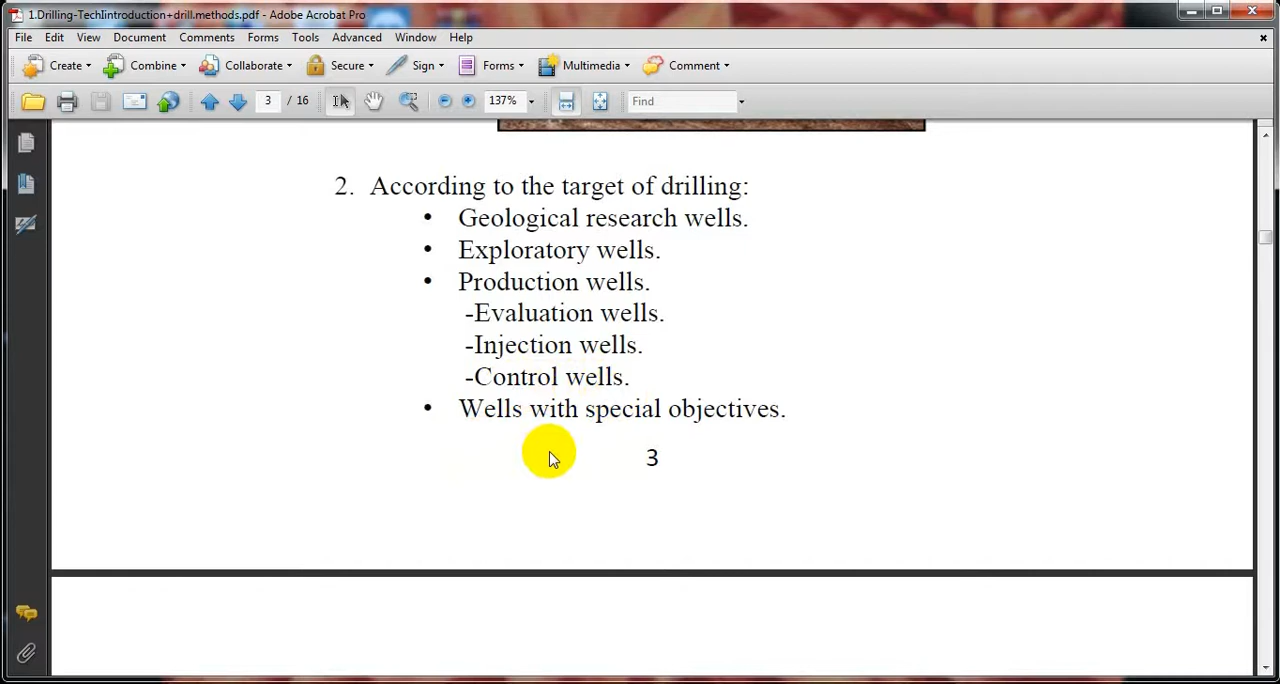 1.Drilling-TechIintroduction+drill.methods.pdf - Adobe Acrobat Pro
File Edit View Document Comments Forms Tools Advanced Window Help
Create Combine Collaborate Secure Sign Forms Multimedia Comment
3 / 16 137% Find
2. According to the target of drilling:
• Geological research wells.
• Exploratory wells.
• Production wells.
-Evaluation wells.
-Injection wells.
-Control wells.
• Wells with special objectives.
3